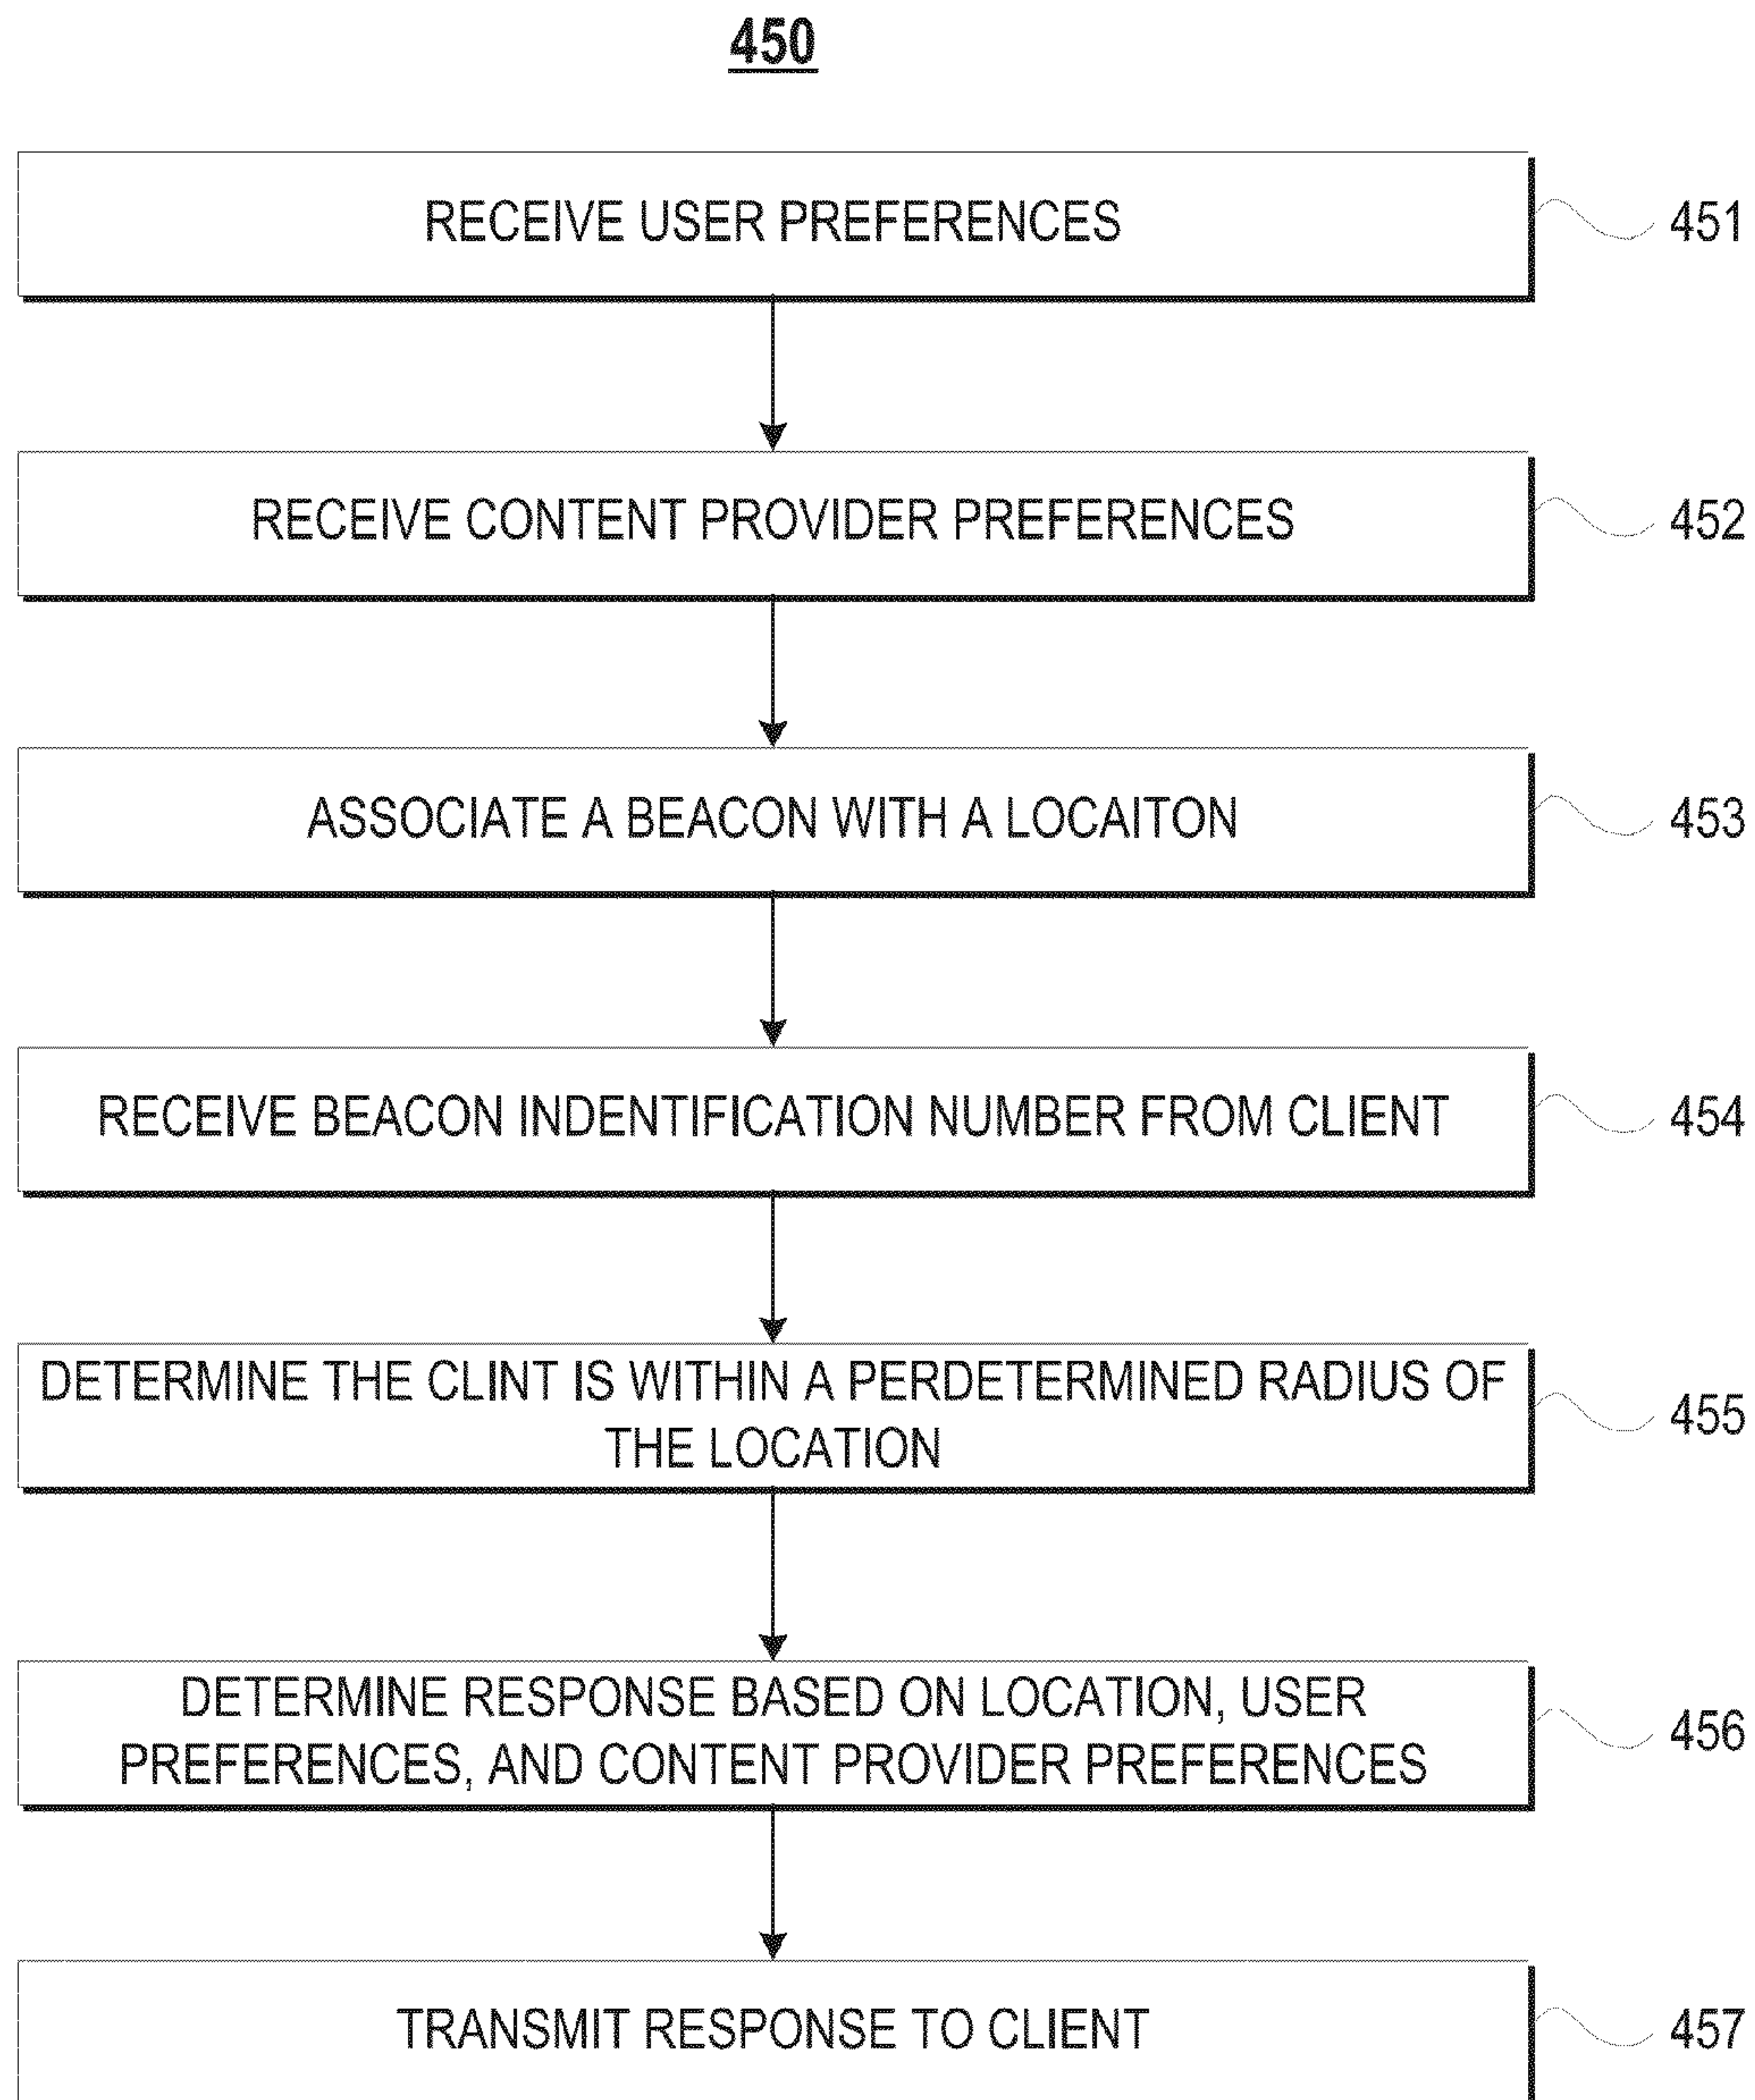 450
RECEIVE USER PREFERENCES
451
RECEIVE CONTENT PROVIDER PREFERENCES
452
ASSOCIATE A BEACON WITH A LOCAITON
453
RECEIVE BEACON INDENTIFICATION NUMBER FROM CLIENT
454
DETERMINE THE CLINT IS WITHIN A PERDETERMINED RADIUS OF
THE LOCATION
455
DETERMINE RESPONSE BASED ON LOCATION, USER
PREFERENCES, AND CONTENT PROVIDER PREFERENCES
456
TRANSMIT RESPONSE TO CLIENT
457